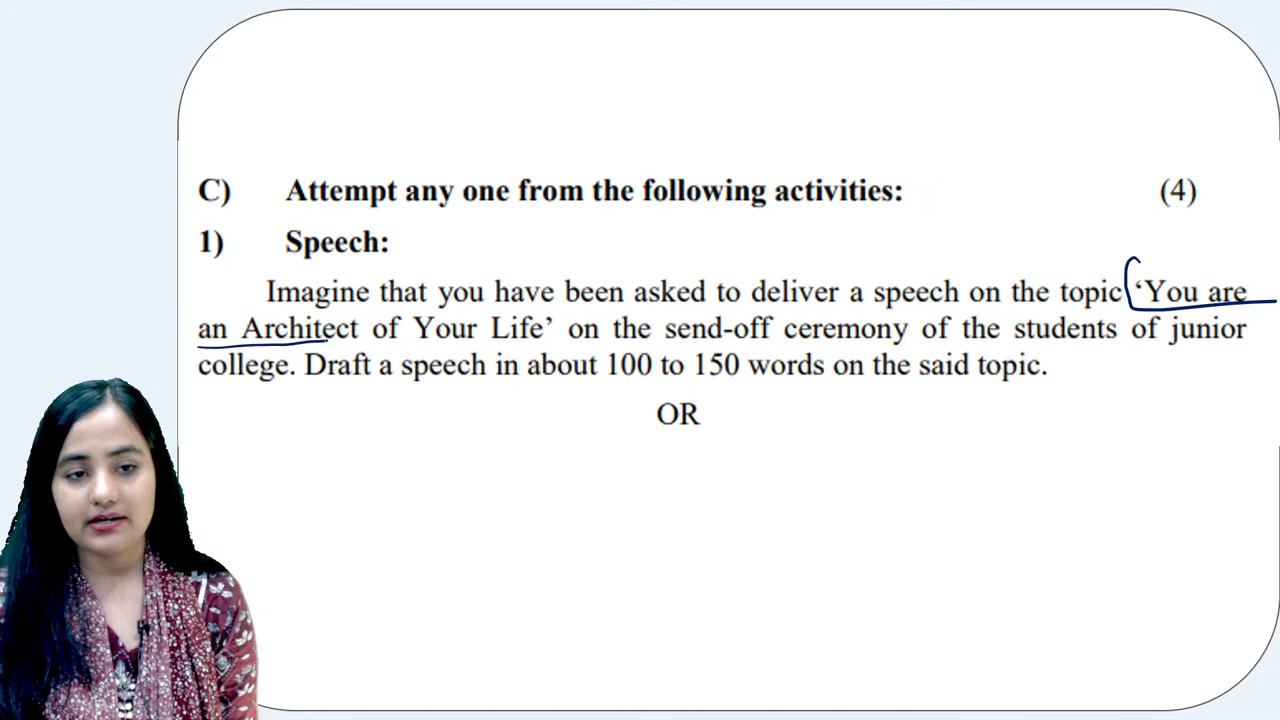 C) Attempt any one from the following activities: (4)
1) Speech:
Imagine that you have been asked to deliver a speech on the topic ‘You are
an Architect of Your Life’ on the send-off ceremony of the students of junior
college. Draft a speech in about 100 to 150 words on the said topic.
OR